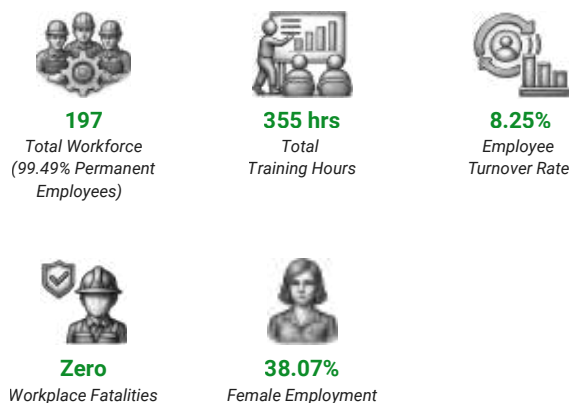 197
Total Workforce
(99.49% Permanent
Employees)
355 hrs
Total
Training Hours
8.25%
Employee
Turnover Rate
Zero
Workplace Fatalities
38.07%
Female Employment